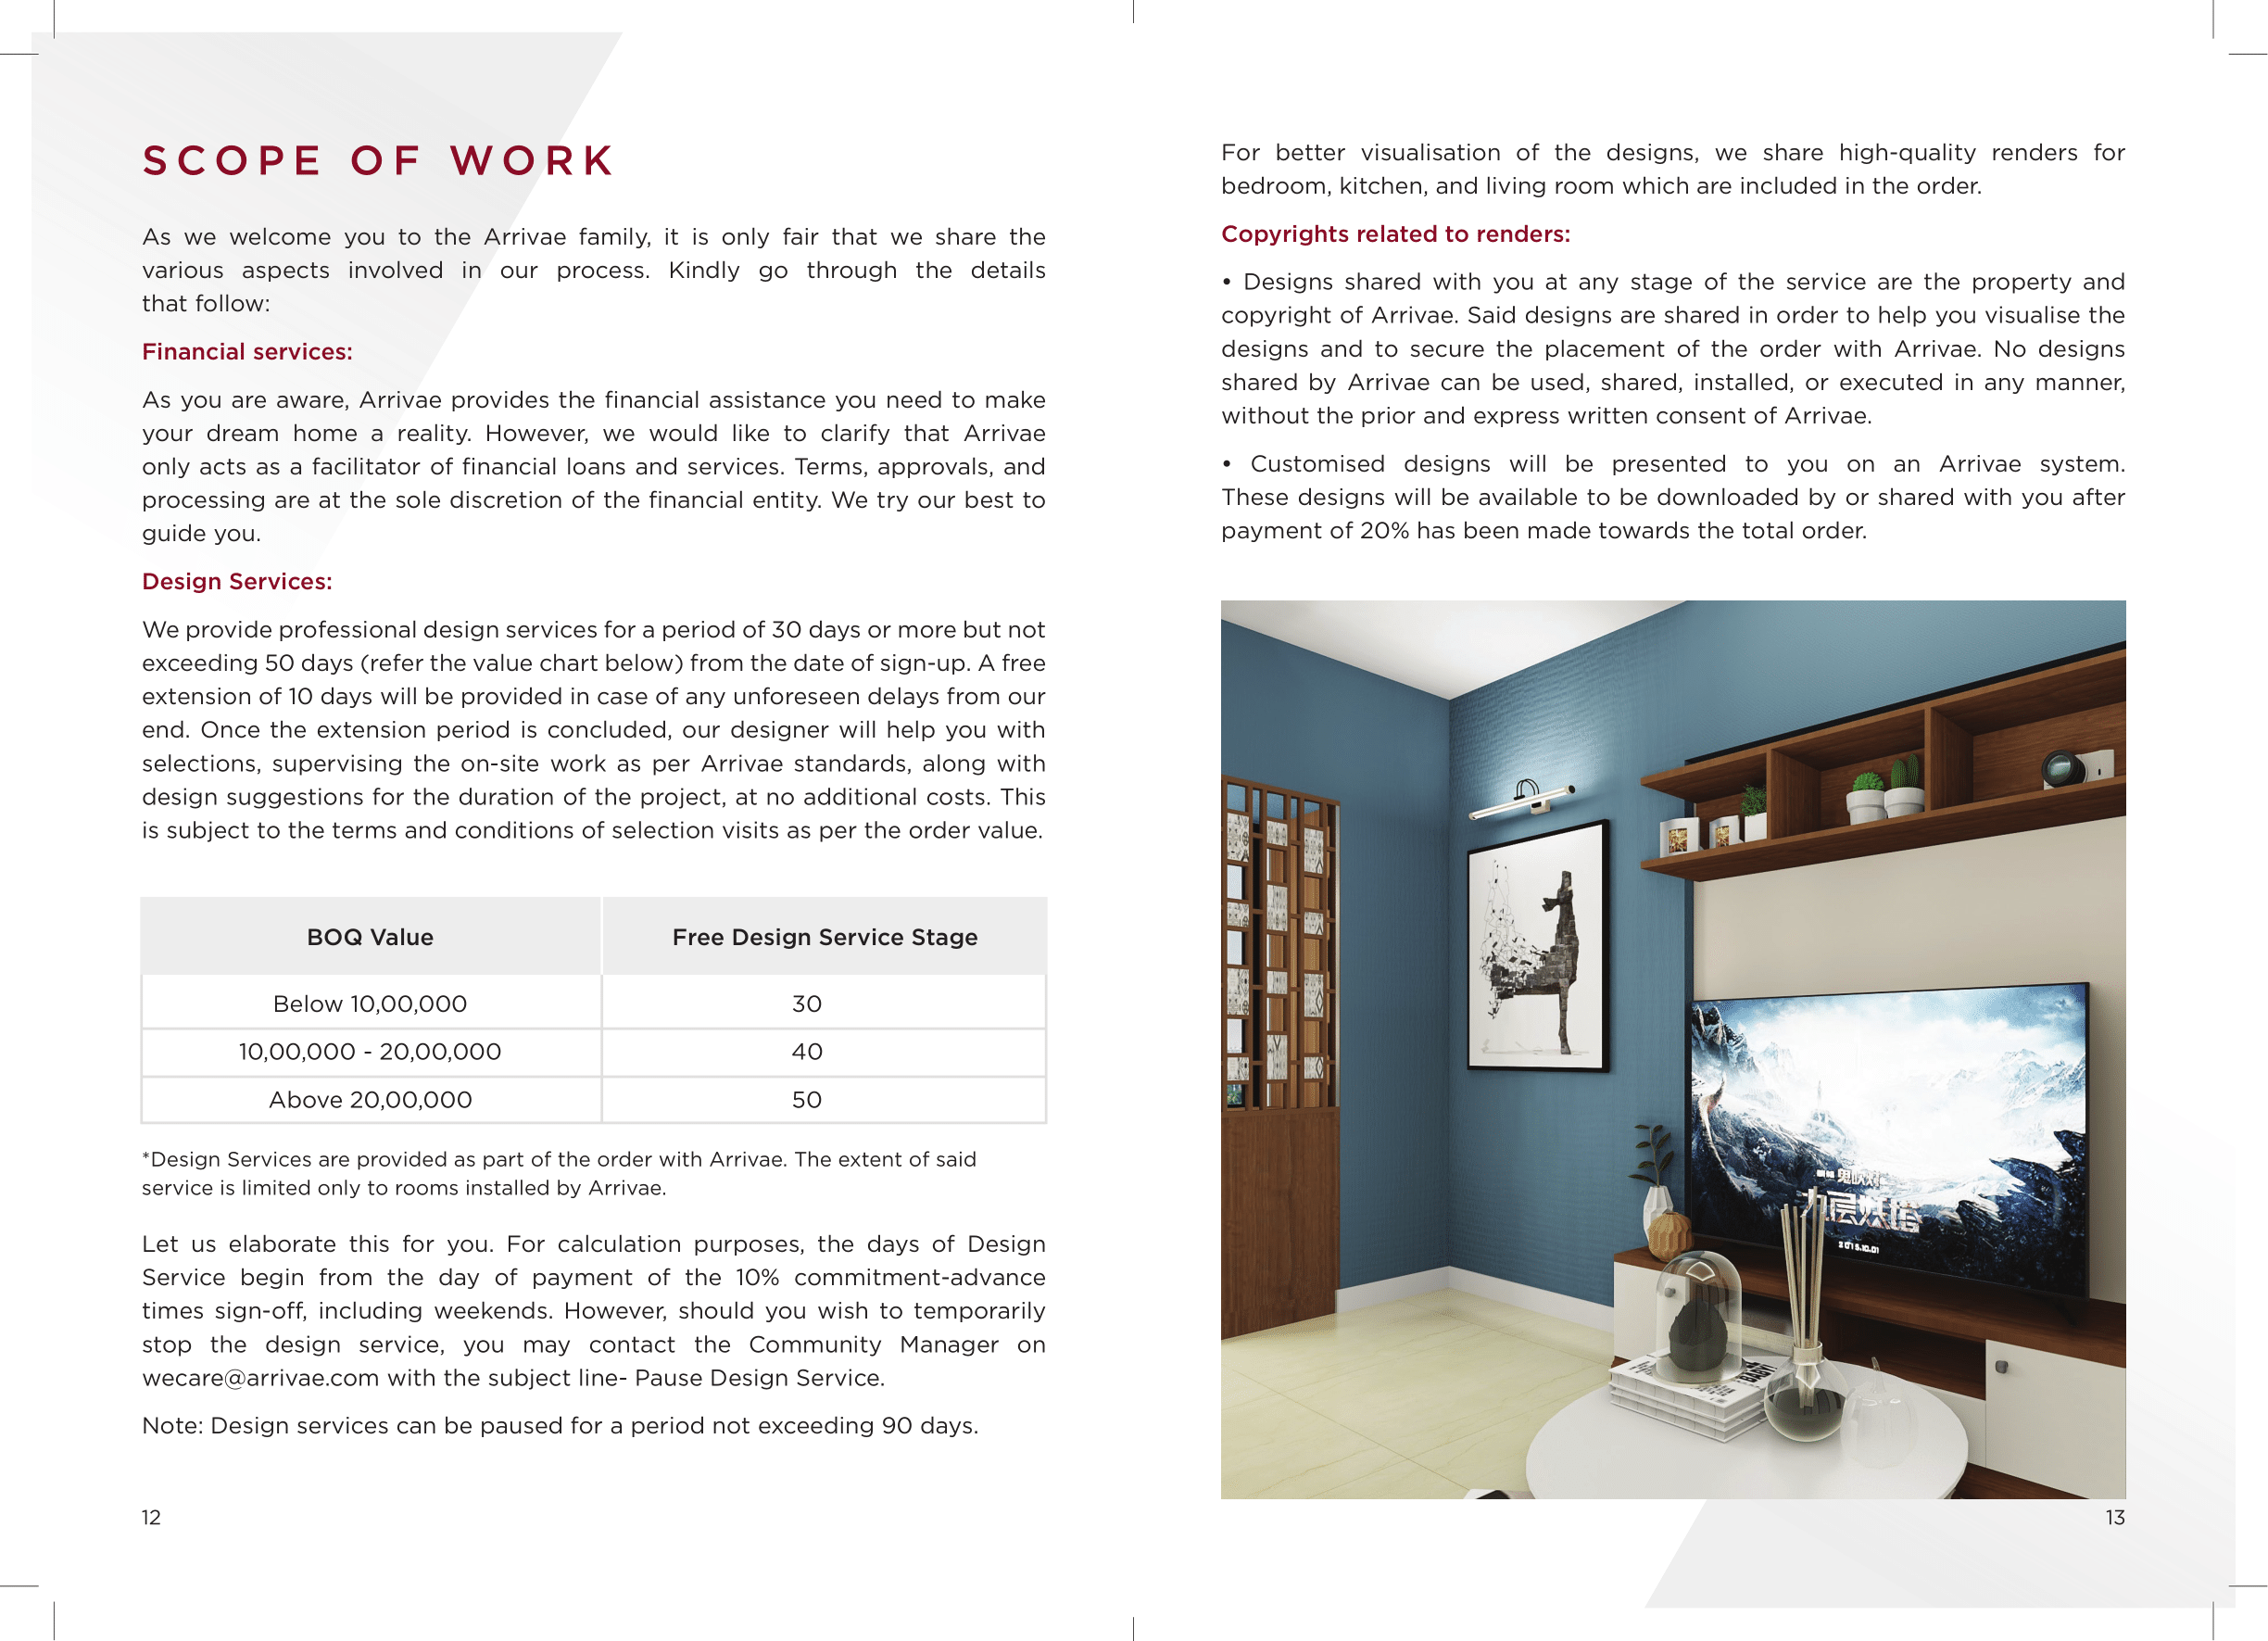 SCOPE OF WORK
As we welcome you to the Arrivae family, it is only fair that we share the
various aspects involved in our process. Kindly go through the details
that follow:
Financial services:
As you are aware, Arrivae provides the financial assistance you need to make
your dream home a reality. However, we would like to clarify that Arrivae
only acts as a facilitator of financial loans and services. Terms, approvals, and
processing are at the sole discretion of the financial entity. We try our best to
guide you.
Design Services:
We provide professional design services for a period of 30 days or more but not
exceeding 50 days (refer the value chart below) from the date of sign-up. A free
extension of 10 days will be provided in case of any unforeseen delays from our
end. Once the extension period is concluded, our designer will help you with
selections, supervising the on-site work as per Arrivae standards, along with
design suggestions for the duration of the project, at no additional costs. This
is subject to the terms and conditions of selection visits as per the order value.
BOQ Value Free Design Service Stage
Below 10,00,000 30
10,00,000 - 20,00,000 40
Above 20,00,000 50
*Design Services are provided as part of the order with Arrivae. The extent of said
service is limited only to rooms installed by Arrivae.
Let us elaborate this for you. For calculation purposes, the days of Design
Service begin from the day of payment of the 10% commitment-advance
times sign-off, including weekends. However, should you wish to temporarily
stop the design service, you may contact the Community Manager on
wecare@arrivae.com with the subject line- Pause Design Service.
Note: Design services can be paused for a period not exceeding 90 days.
12
For better visualisation of the designs, we share high-quality renders for
bedroom, kitchen, and living room which are included in the order.
Copyrights related to renders:
• Designs shared with you at any stage of the service are the property and
copyright of Arrivae. Said designs are shared in order to help you visualise the
designs and to secure the placement of the order with Arrivae. No designs
shared by Arrivae can be used, shared, installed, or executed in any manner,
without the prior and express written consent of Arrivae.
• Customised designs will be presented to you on an Arrivae system.
These designs will be available to be downloaded by or shared with you after
payment of 20% has been made towards the total order.
鬼吹灯
九层妖塔
2015.10.01
BABY!
13